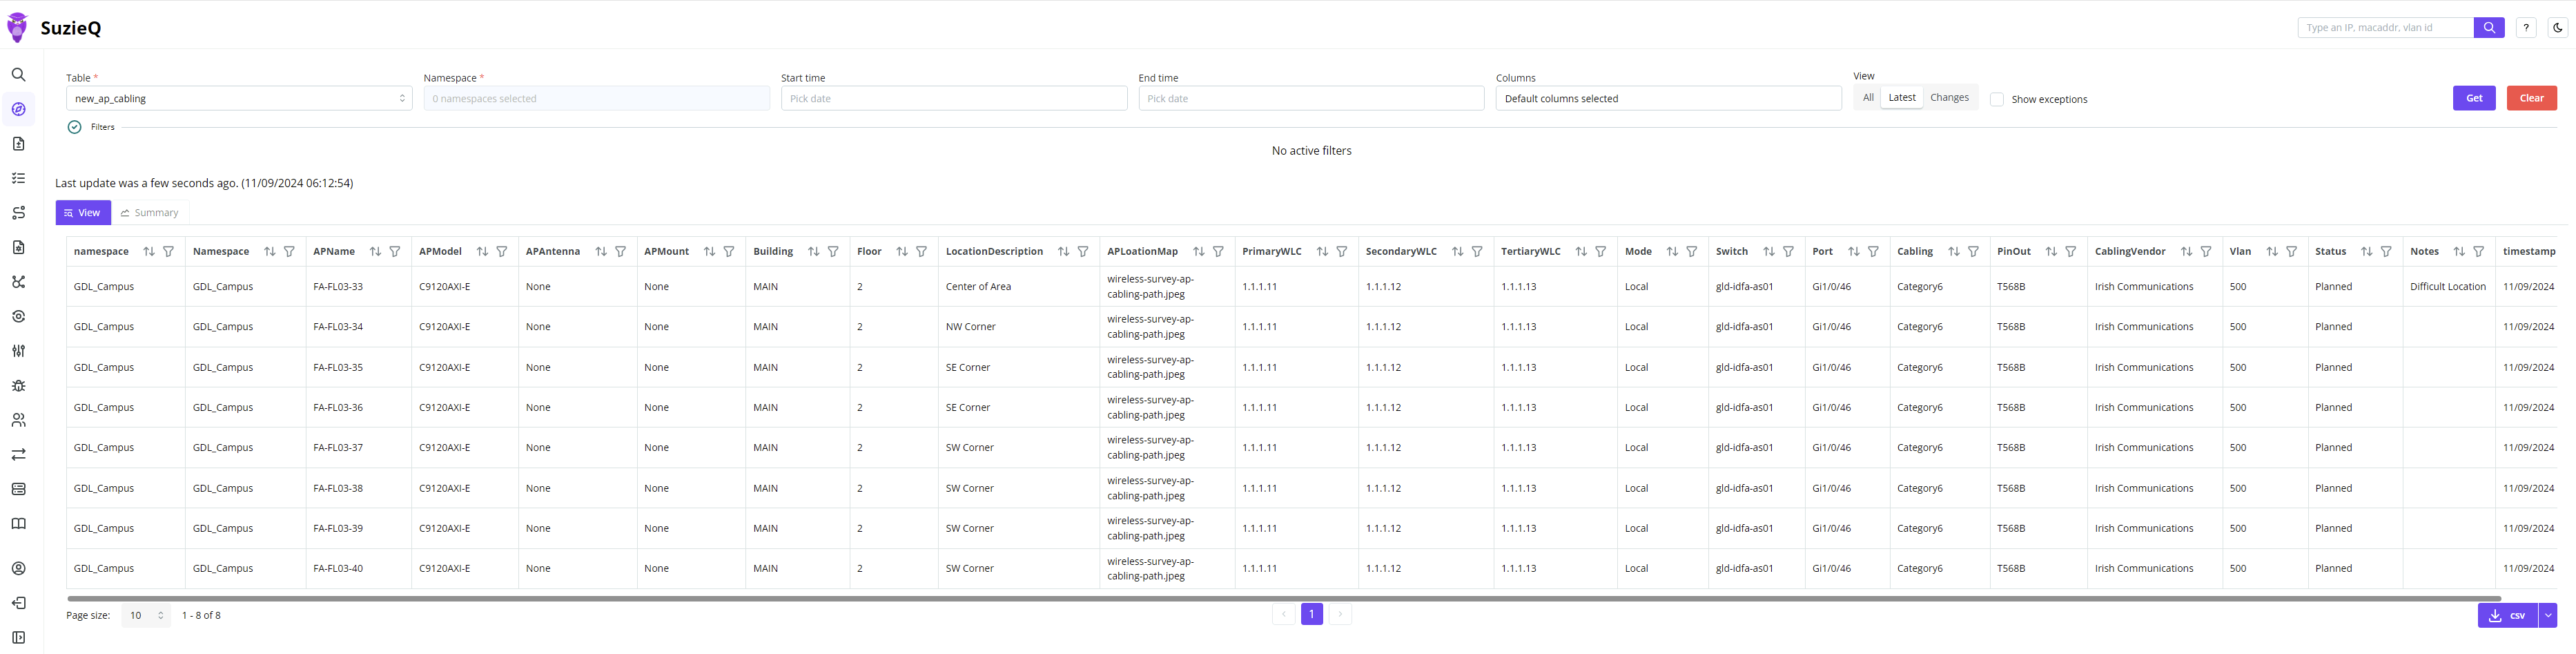 SuzieQ
Type an IP, macaddr, vlan id
?
Table *
Namespace *
Start time
End time
Columns
View
new_ap_cabling
0 namespaces selected
Pick date
Pick date
Default columns selected
All Latest Changes
Show exceptions
Get
Clear
Filters
No active filters
Last update was a few seconds ago. (11/09/2024 06:12:54)
View Summary
namespace Namespace APName APModel APAntenna APMount Building Floor LocationDescription APLoationMap PrimaryWLC SecondaryWLC TertiaryWLC Mode Switch Port Cabling PinOut CablingVendor Vlan Status Notes timestamp
GDL_Campus GDL_Campus FA-FL03-33 C9120AXI-E None None MAIN 2 Center of Area wireless-survey-ap-cabling-path.jpeg 1.1.1.11 1.1.1.12 1.1.1.13 Local gld-idfa-as01 Gi1/0/46 Category6 T568B Irish Communications 500 Planned Difficult Location 11/09/2024
GDL_Campus GDL_Campus FA-FL03-34 C9120AXI-E None None MAIN 2 NW Corner wireless-survey-ap-cabling-path.jpeg 1.1.1.11 1.1.1.12 1.1.1.13 Local gld-idfa-as01 Gi1/0/46 Category6 T568B Irish Communications 500 Planned 11/09/2024
GDL_Campus GDL_Campus FA-FL03-35 C9120AXI-E None None MAIN 2 SE Corner wireless-survey-ap-cabling-path.jpeg 1.1.1.11 1.1.1.12 1.1.1.13 Local gld-idfa-as01 Gi1/0/46 Category6 T568B Irish Communications 500 Planned 11/09/2024
GDL_Campus GDL_Campus FA-FL03-36 C9120AXI-E None None MAIN 2 SE Corner wireless-survey-ap-cabling-path.jpeg 1.1.1.11 1.1.1.12 1.1.1.13 Local gld-idfa-as01 Gi1/0/46 Category6 T568B Irish Communications 500 Planned 11/09/2024
GDL_Campus GDL_Campus FA-FL03-37 C9120AXI-E None None MAIN 2 SW Corner wireless-survey-ap-cabling-path.jpeg 1.1.1.11 1.1.1.12 1.1.1.13 Local gld-idfa-as01 Gi1/0/46 Category6 T568B Irish Communications 500 Planned 11/09/2024
GDL_Campus GDL_Campus FA-FL03-38 C9120AXI-E None None MAIN 2 SW Corner wireless-survey-ap-cabling-path.jpeg 1.1.1.11 1.1.1.12 1.1.1.13 Local gld-idfa-as01 Gi1/0/46 Category6 T568B Irish Communications 500 Planned 11/09/2024
GDL_Campus GDL_Campus FA-FL03-39 C9120AXI-E None None MAIN 2 SW Corner wireless-survey-ap-cabling-path.jpeg 1.1.1.11 1.1.1.12 1.1.1.13 Local gld-idfa-as01 Gi1/0/46 Category6 T568B Irish Communications 500 Planned 11/09/2024
GDL_Campus GDL_Campus FA-FL03-40 C9120AXI-E None None MAIN 2 SW Corner wireless-survey-ap-cabling-path.jpeg 1.1.1.11 1.1.1.12 1.1.1.13 Local gld-idfa-as01 Gi1/0/46 Category6 T568B Irish Communications 500 Planned 11/09/2024
Page size: 10 1 - 8 of 8
1
csv